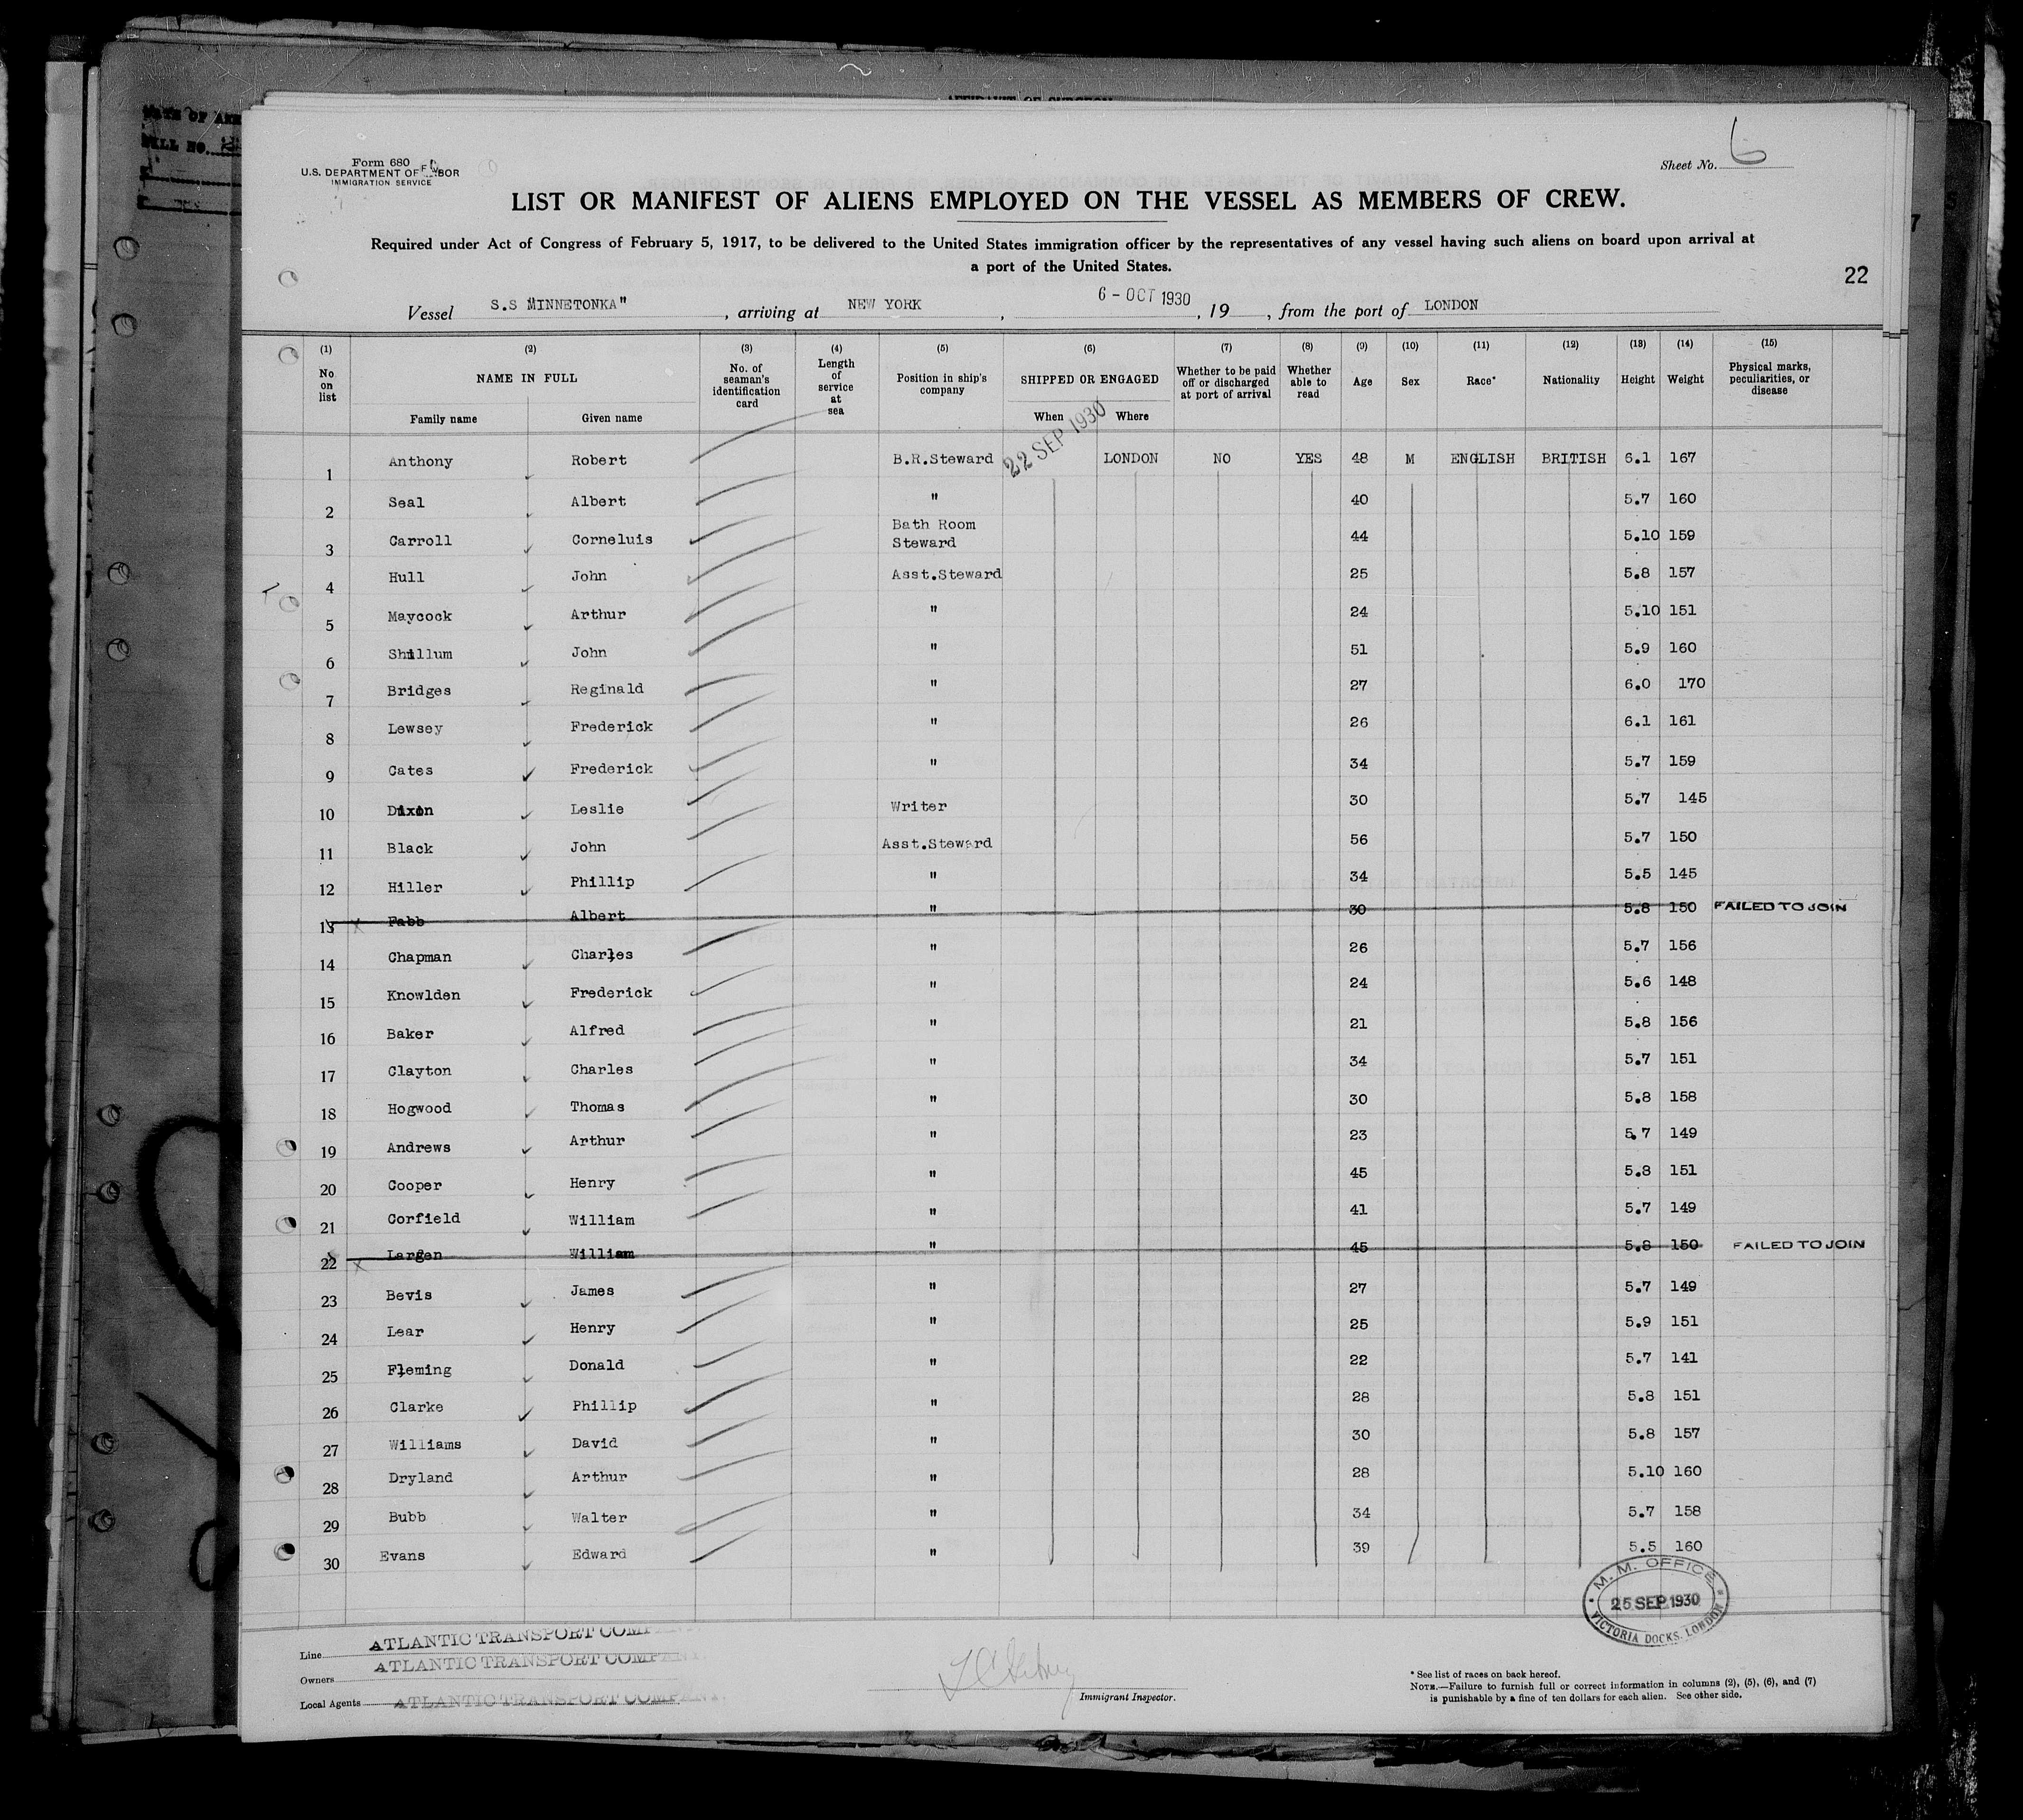 AFFIDAVIT OF SURGEON
Form 680
U.S. DEPARTMENT OF LABOR
IMMIGRATION SERVICE
Sheet No. 6
LIST OR MANIFEST OF ALIENS EMPLOYED ON THE VESSEL AS MEMBERS OF CREW.
Required under Act of Congress of February 5, 1917, to be delivered to the United States immigration officer by the representatives of any vessel having such aliens on board upon arrival at
a port of the United States.
22
Vessel S.S "MINNETONKA" , arriving at NEW YORK , 6 - OCT 1930 , 19 , from the port of LONDON
(1) (2) (3) (4) (5) (6) (7) (8) (9) (10) (11) (12) (13) (14) (15)
No. on list NAME IN FULL No. of seaman's identification card Length of service at sea Position in ship's company SHIPPED OR ENGAGED Whether to be paid off or discharged at port of arrival Whether able to read Age Sex Race* Nationality Height Weight Physical marks, peculiarities, or disease
Family name Given name When Where
1 Anthony Robert B.R.Steward 22 SEP 1930 LONDON NO YES 48 M ENGLISH BRITISH 6.1 167
2 Seal Albert " 40 5.7 160
3 Carroll Corneluis Bath Room Steward 44 5.10 159
4 Hull John Asst.Steward 25 5.8 157
5 Maycock Arthur " 24 5.10 151
6 Shillum John " 51 5.9 160
7 Bridges Reginald " 27 6.0 170
8 Lewsey Frederick " 26 6.1 161
9 Cates Frederick " 34 5.7 159
10 Dixon Leslie Writer 30 5.7 145
11 Black John Asst.Steward 56 5.7 150
12 Hiller Phillip " 34 5.5 145
13 Fabb Albert " 30 5.8 150 FAILED TO JOIN
14 Chapman Charles " 26 5.7 156
15 Knowlden Frederick " 24 5.6 148
16 Baker Alfred " 21 5.8 156
17 Clayton Charles " 34 5.7 151
18 Hogwood Thomas " 30 5.8 158
19 Andrews Arthur " 23 5.7 149
20 Cooper Henry " 45 5.8 151
21 Corfield William " 41 5.7 149
22 Largen William " 45 5.8 150 FAILED TO JOIN
23 Bevis James " 27 5.7 149
24 Lear Henry " 25 5.9 151
25 Fleming Donald " 22 5.7 141
26 Clarke Phillip " 28 5.8 151
27 Williams David " 30 5.8 157
28 Dryland Arthur " 28 5.10 160
29 Bubb Walter " 34 5.7 158
30 Evans Edward " 39 5.5 160
M. M. OFFICE
25 SEP 1930
VICTORIA DOCKS, LONDON
Line ATLANTIC TRANSPORT COMPANY
Owners ATLANTIC TRANSPORT COMPANY
Local Agents ATLANTIC TRANSPORT COMPANY.
Immigrant Inspector.
* See list of races on back hereof.
NOTE.—Failure to furnish full or correct information in columns (2), (5), (6), and (7)
is punishable by a fine of ten dollars for each alien. See other side.